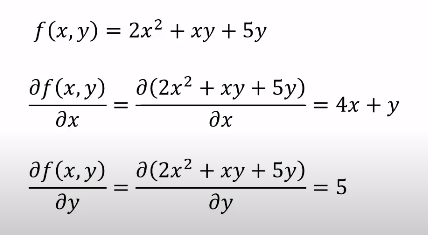 f(x, y) = 2x² + xy + 5y
∂f(x, y)/∂x = ∂(2x² + xy + 5y)/∂x = 4x + y
∂f(x, y)/∂y = ∂(2x² + xy + 5y)/∂y = 5